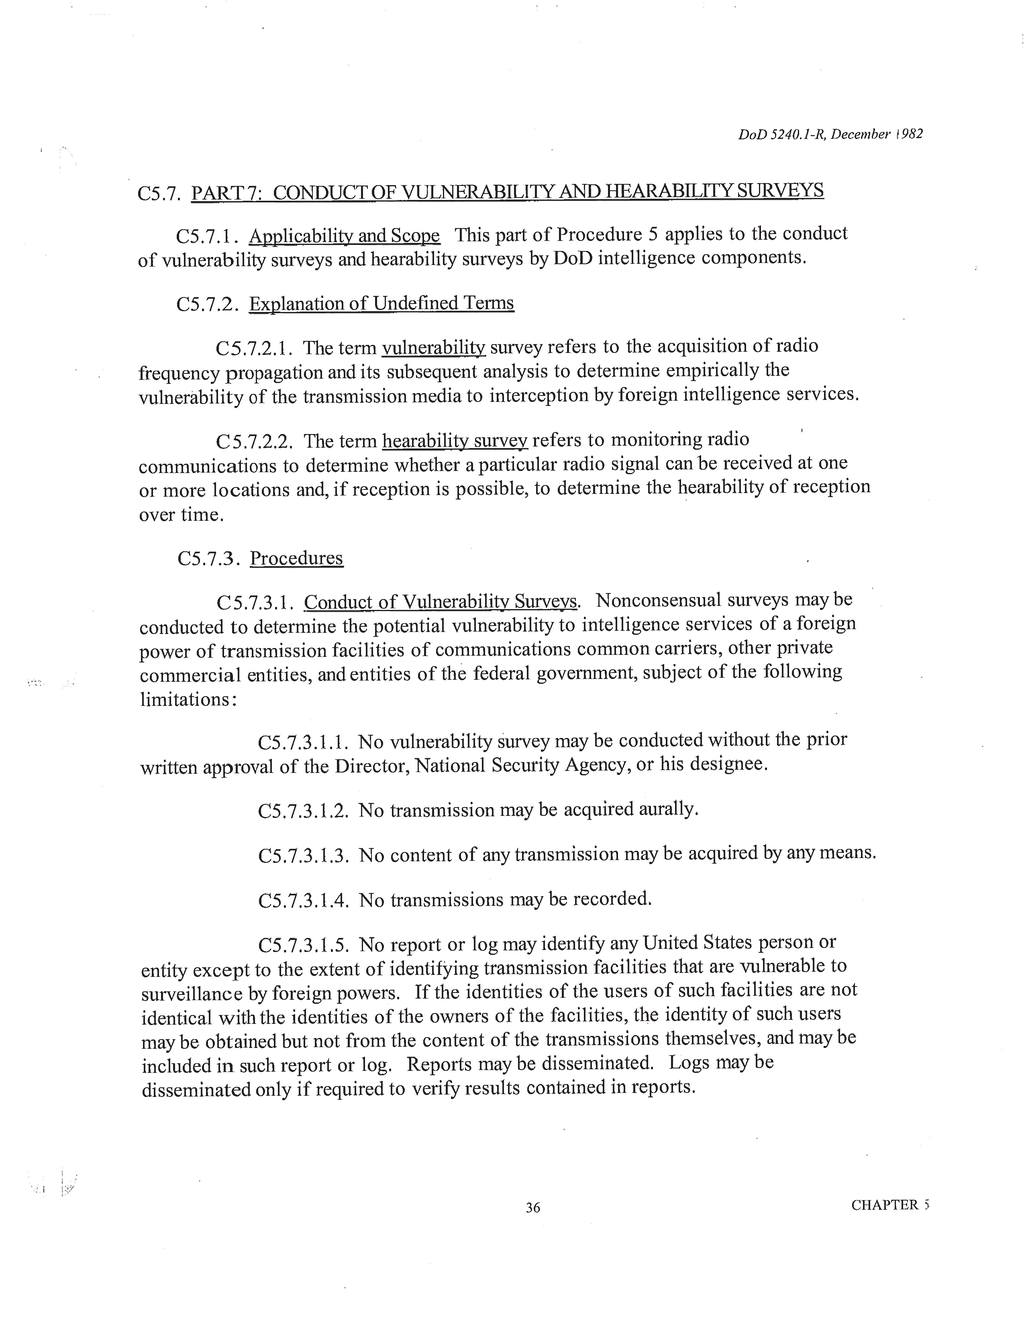 DoD 5240.1-R, December 1982
C5.7. PART 7: CONDUCT OF VULNERABILITY AND HEARABILITY SURVEYS
C5.7.1. Applicability and Scope This part of Procedure 5 applies to the conduct
of vulnerability surveys and hearability surveys by DoD intelligence components.
C5.7.2. Explanation of Undefined Terms
C5.7.2.1. The term vulnerability survey refers to the acquisition of radio
frequency propagation and its subsequent analysis to determine empirically the
vulnerability of the transmission media to interception by foreign intelligence services.
C5.7.2.2. The term hearability survey refers to monitoring radio
communications to determine whether a particular radio signal can be received at one
or more locations and, if reception is possible, to determine the hearability of reception
over time.
C5.7.3. Procedures
C5.7.3.1. Conduct of Vulnerability Surveys. Nonconsensual surveys may be
conducted to determine the potential vulnerability to intelligence services of a foreign
power of transmission facilities of communications common carriers, other private
commercial entities, and entities of the federal government, subject of the following
limitations:
C5.7.3.1.1. No vulnerability survey may be conducted without the prior
written approval of the Director, National Security Agency, or his designee.
C5.7.3.1.2. No transmission may be acquired aurally.
C5.7.3.1.3. No content of any transmission may be acquired by any means.
C5.7.3.1.4. No transmissions may be recorded.
C5.7.3.1.5. No report or log may identify any United States person or
entity except to the extent of identifying transmission facilities that are vulnerable to
surveillance by foreign powers. If the identities of the users of such facilities are not
identical with the identities of the owners of the facilities, the identity of such users
may be obtained but not from the content of the transmissions themselves, and may be
included in such report or log. Reports may be disseminated. Logs may be
disseminated only if required to verify results contained in reports.
36
CHAPTER 5